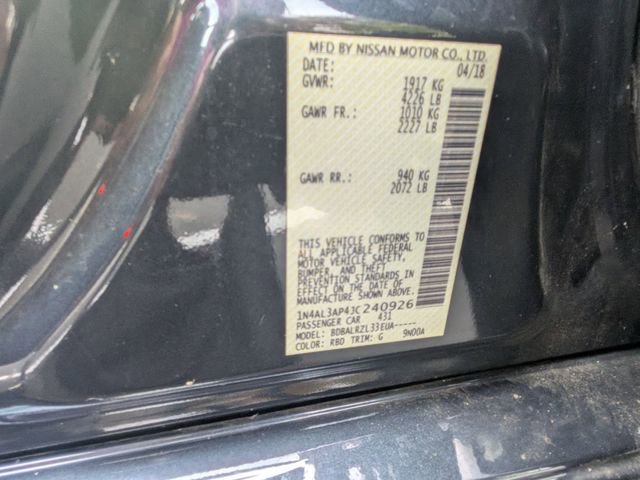 MFD BY NISSAN MOTOR CO., LTD.
DATE: 04/18
GVWR: 1917 KG
4226 LB
GAWR FR.: 1010 KG
2227 LB
GAWR RR.: 940 KG
2072 LB
THIS VEHICLE CONFORMS TO
ALL APPLICABLE FEDERAL
MOTOR VEHICLE SAFETY,
BUMPER, AND THEFT
PREVENTION STANDARDS IN
EFFECT ON THE DATE OF
MANUFACTURE SHOWN ABOVE.
1N4AL3AP4JC240926
PASSENGER CAR 431
MODEL: BDBALRZL33EUA-----
COLOR: RBD TRIM: G 9N00A